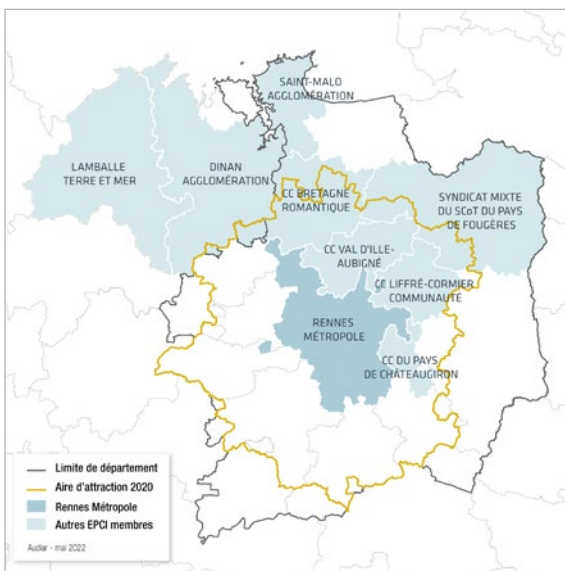 SAINT-MALO
AGGLOMÉRATION
LAMBALLE
TERRE ET MER
DINAN
AGGLOMÉRATION
CC BRETAGNE
ROMANTIQUE
SYNDICAT MIXTE
DU SCoT DU PAYS
DE FOUGÈRES
CC VAL D'ILLE-
AUBIGNÉ
CC LIFFRÉ-CORMIER
COMMUNAUTÉ
RENNES
MÉTROPOLE
CC DU PAYS
DE CHÂTEAUGIRON
Limite de département
Aire d'attraction 2020
Rennes Métropole
Autres EPCI membres
Audiar - mai 2022